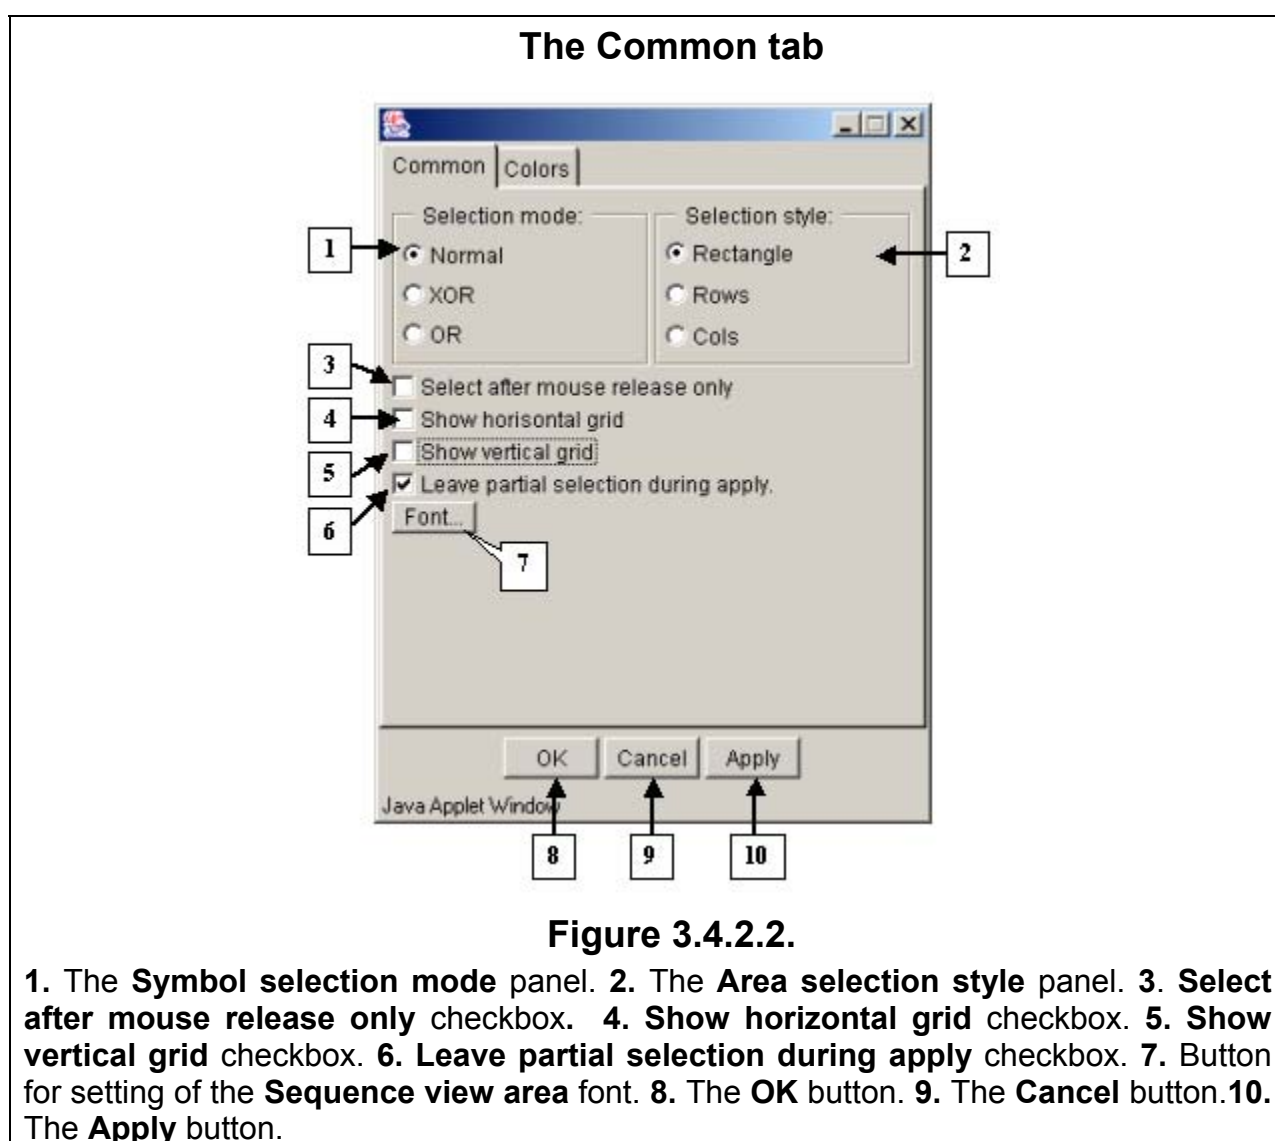 The Common tab
Common Colors
Selection mode: Selection style:
1 Normal Rectangle 2
XOR Rows
OR Cols
3 Select after mouse release only
4 Show horisontal grid
5 Show vertical grid
6 Leave partial selection during apply.
Font...
7
OK Cancel Apply
Java Applet Window
8 9 10
Figure 3.4.2.2.
1. The Symbol selection mode panel. 2. The Area selection style panel. 3. Select
after mouse release only checkbox. 4. Show horizontal grid checkbox. 5. Show
vertical grid checkbox. 6. Leave partial selection during apply checkbox. 7. Button
for setting of the Sequence view area font. 8. The OK button. 9. The Cancel button.10.
The Apply button.